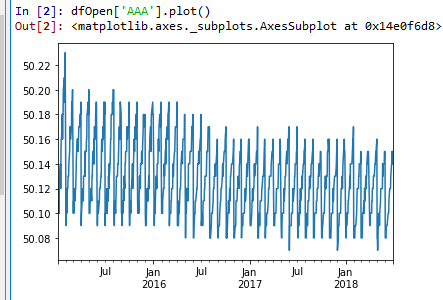 In [2]: dfOpen['AAA'].plot()
Out[2]: <matplotlib.axes._subplots.AxesSubplot at 0x14e0f6d8>
50.22
50.20
50.18
50.16
50.14
50.12
50.10
50.08
Jul Jan Jul Jan Jul Jan
2016 2017 2018